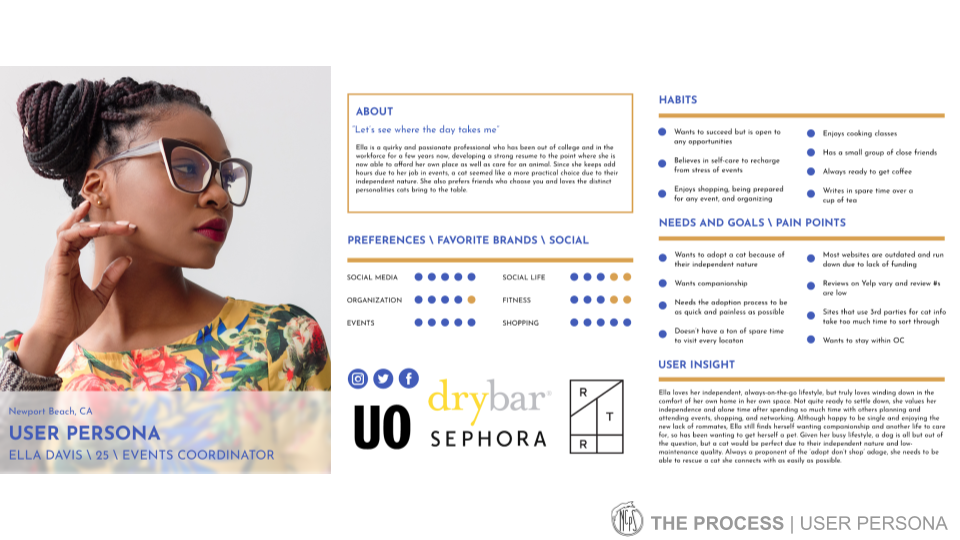 Newport Beach, CA
USER PERSONA
ELLA DAVIS \ 25 \ EVENTS COORDINATOR
ABOUT
"Let's see where the day takes me"
Ella is a quirky and passionate professional who has been out of college and in the
workforce for a few years now, developing a strong resume to the point where she is
now able to afford her own place as well as care for an animal. Since she keeps odd
hours due to her job in events, a cat seemed like a more practical choice due to their
independent nature. She also prefers friends who choose you and loves the distinct
personalities cats bring to the table.
PREFERENCES \ FAVORITE BRANDS \ SOCIAL
SOCIAL MEDIA
SOCIAL LIFE
ORGANIZATION
FITNESS
EVENTS
SHOPPING
UO
drybar®
SEPHORA
R
T
R
HABITS
Wants to succeed but is open to
any opportunities
Believes in self-care to recharge
from stress of events
Enjoys shopping, being prepared
for any event, and organizing
Enjoys cooking classes
Has a small group of close friends
Always ready to get coffee
Writes in spare time over a
cup of tea
NEEDS AND GOALS \ PAIN POINTS
Wants to adopt a cat because of
their independent nature
Wants companionship
Needs the adoption process to be
as quick and painless as possible
Doesn't have a ton of spare time
to visit every locaton
Most websites are outdated and run
down due to lack of funding
Reviews on Yelp vary and review #s
are low
Sites that use 3rd parties for cat info
take too much time to sort through
Wants to stay within OC
USER INSIGHT
Ella loves her independent, always-on-the-go lifestyle, but truly loves winding down in the
comfort of her own home in her own space. Not quite ready to settle down, she values her
independence and alone time after spending so much time with others planning and
attending events, shopping, and networking. Although happy to be single and enjoying the
new lack of roommates, Ella still finds herself wanting companionship and another life to care
for, so has been wanting to get herself a pet. Given her busy lifestyle, a dog is all but out of
the question, but a cat would be perfect due to their independent nature and low-
maintenance quality. Always a proponent of the 'adopt don't shop' adage, she needs to be
able to rescue a cat she connects with as easily as possible.
THE PROCESS | USER PERSONA